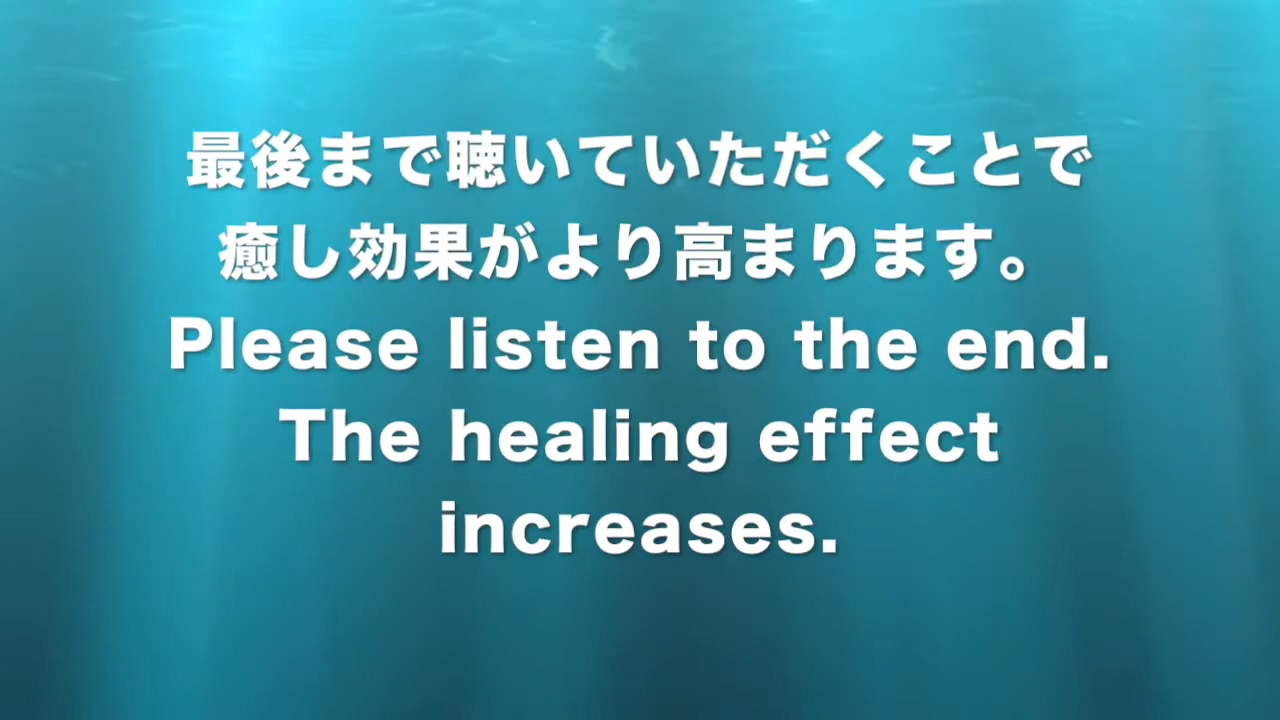 最後まで聴いていただくことで
癒し効果がより高まります。
Please listen to the end.
The healing effect
increases.